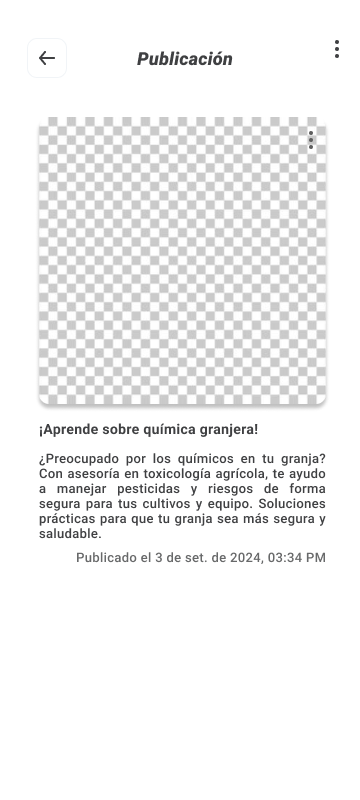 Publicación
¡Aprende sobre química granjera!
¿Preocupado por los químicos en tu granja?
Con asesoría en toxicología agrícola, te ayudo
a manejar pesticidas y riesgos de forma
segura para tus cultivos y equipo. Soluciones
prácticas para que tu granja sea más segura y
saludable.
Publicado el 3 de set. de 2024, 03:34 PM